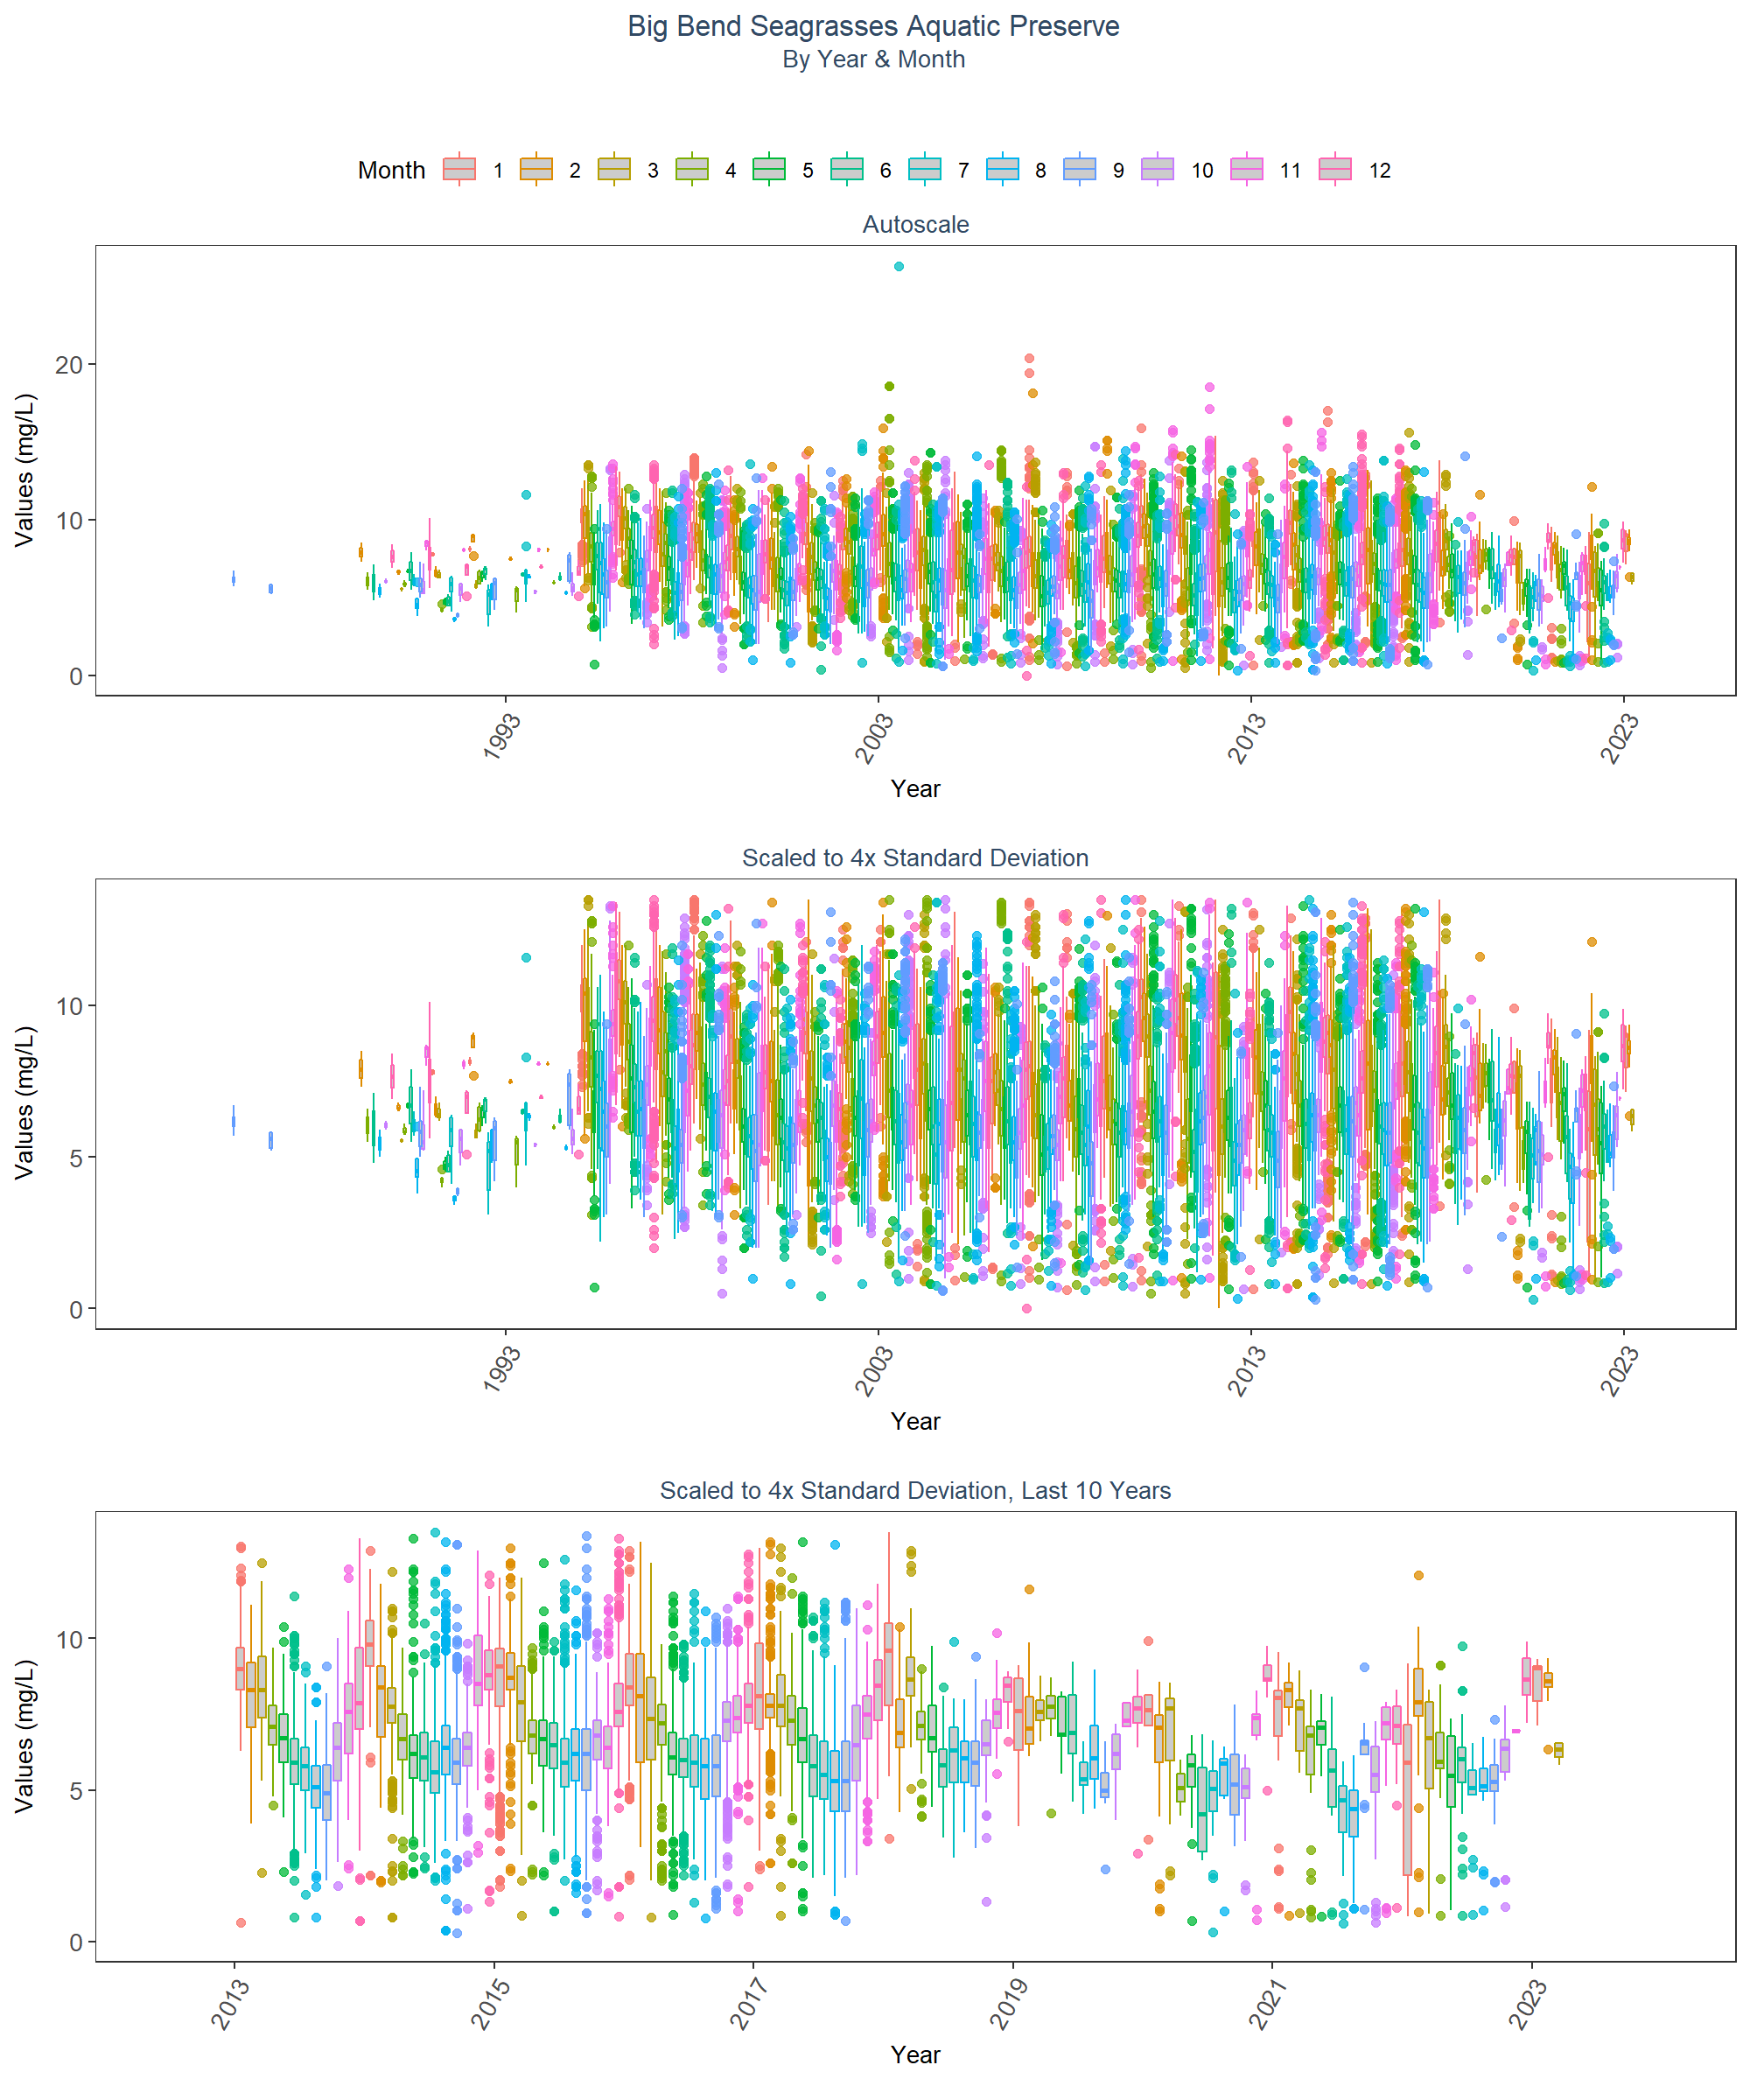 Big Bend Seagrasses Aquatic Preserve
By Year & Month
Month 1 2 3 4 5 6 7 8 9 10 11 12
Autoscale
Values (mg/L)
20
10
0
1993 2003 2013 2023
Year
Scaled to 4x Standard Deviation
Values (mg/L)
10
5
0
1993 2003 2013 2023
Year
Scaled to 4x Standard Deviation, Last 10 Years
Values (mg/L)
10
5
0
2013 2015 2017 2019 2021 2023
Year